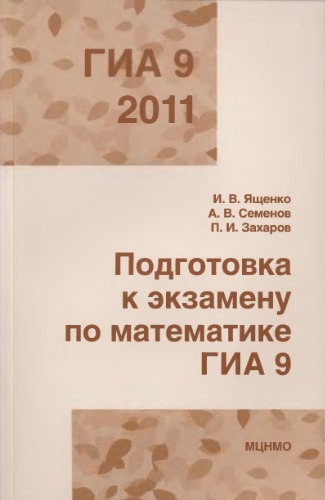 ГИА 9
2011
И. В. Ященко
А. В. Семенов
П. И. Захаров
Подготовка
к экзамену
по математике
ГИА 9
МЦНМО